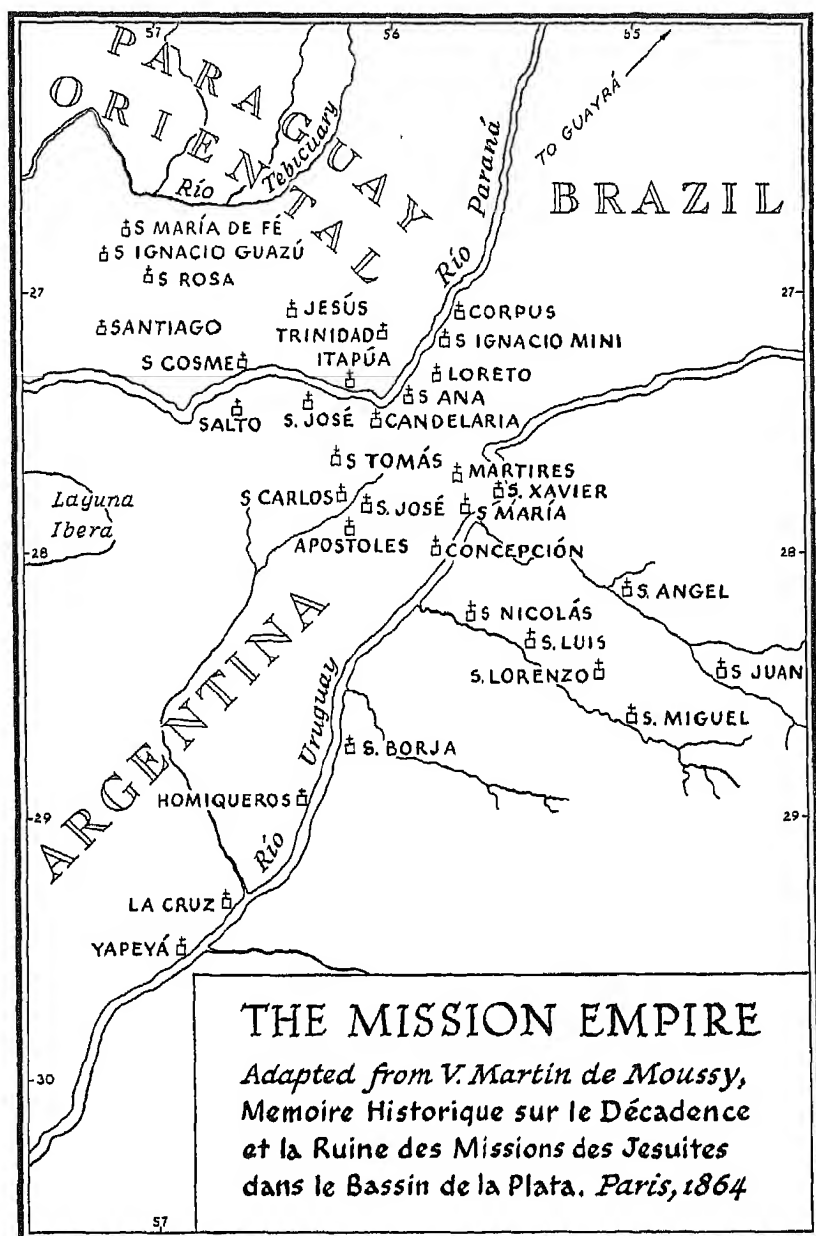 57
56
55
PARAGUAY
ORIENTAL
Río Tebicuary
Río Paraná
TO GUAYRÁ
BRAZIL
S MARÍA DE FÉ
S IGNACIO GUAZÚ
S ROSA
27
27
JESÚS
CORPUS
SANTIAGO
TRINIDAD
S IGNACIO MINI
S COSME
ITAPÚA
LORETO
S ANA
SALTO
S. JOSÉ
CANDELARIA
S TOMÁS
MARTIRES
Laguna
Ibera
S CARLOS
S. JOSÉ
S. XAVIER
S MARÍA
28
APOSTOLES
CONCEPCIÓN
28
S. ANGEL
S NICOLÁS
S. LUIS
S. LORENZO
S JUAN
S. MIGUEL
ARGENTINA
Río Uruguay
S. BORJA
HOMIQUEROS
29
29
LA CRUZ
YAPEYÁ
30
57
THE MISSION EMPIRE
Adapted from V. Martin de Moussy,
Memoire Historique sur le Décadence
et la Ruine des Missions des Jesuites
dans le Bassin de la Plata. Paris, 1864